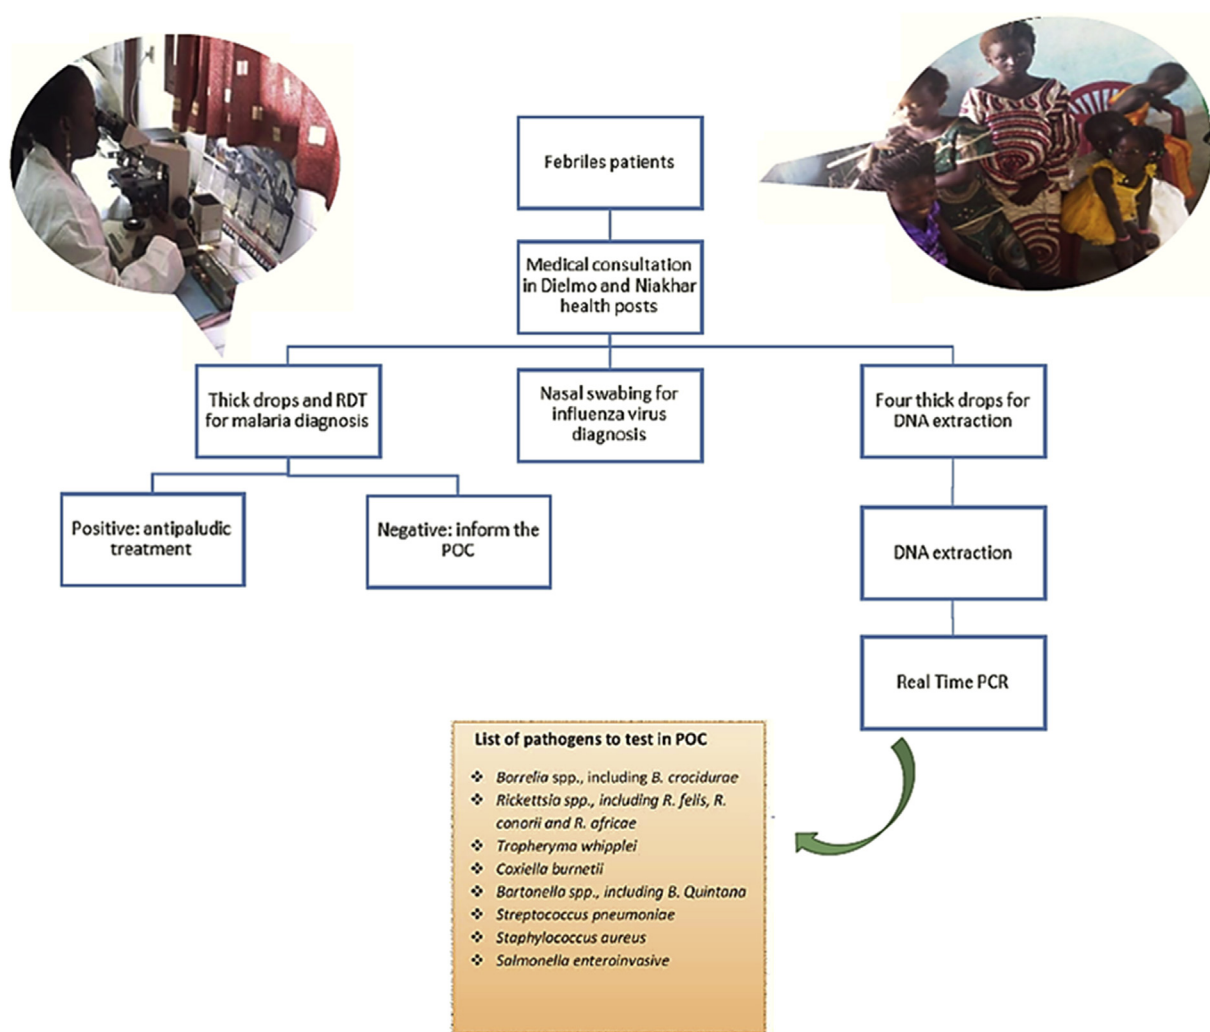 Febriles patients
Medical consultation
in Dielmo and Niakhar
health posts
Thick drops and RDT
for malaria diagnosis
Nasal swabing for
influenza virus
diagnosis
Four thick drops for
DNA extraction
Positive: antipaludic
treatment
Negative: inform the
POC
DNA extraction
Real Time PCR
List of pathogens to test in POC
❖ Borrelia spp., including B. crocidurae
❖ Rickettsia spp., including R. felis, R.
conorii and R. africae
❖ Tropheryma whipplei
❖ Coxiella burnetii
❖ Bartonella spp., including B. Quintana
❖ Streptococcus pneumoniae
❖ Staphylococcus aureus
❖ Salmonella enteroinvasive